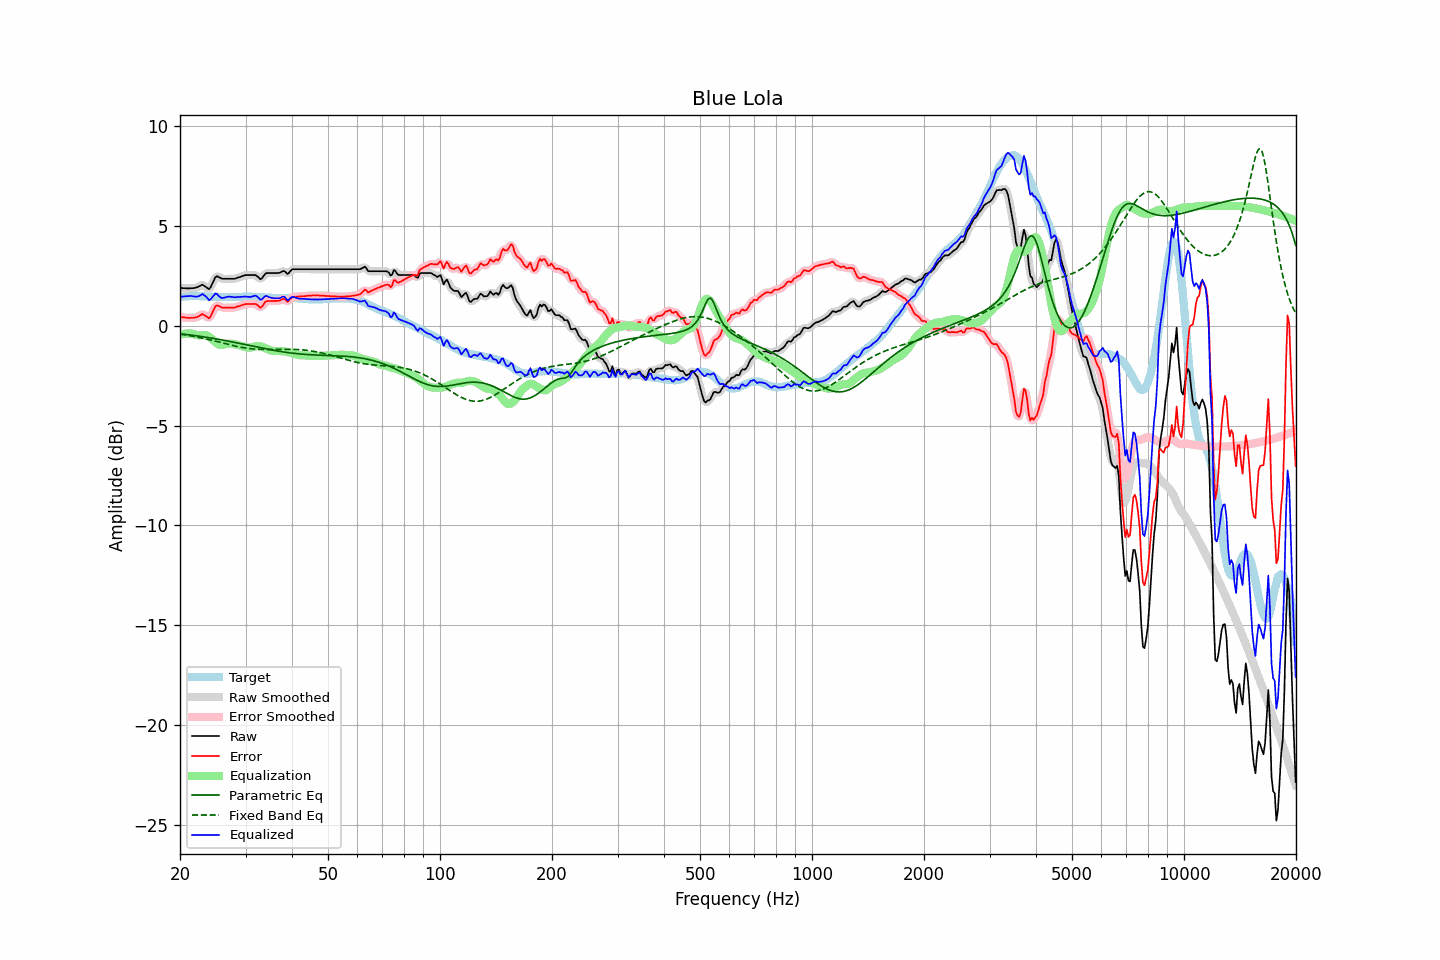 Blue Lola
Amplitude (dBr)
10
5
0
−5
−10
−15
−20
−25
Target
Raw Smoothed
Error Smoothed
Raw
Error
Equalization
Parametric Eq
Fixed Band Eq
Equalized
20 50 100 200 500 1000 2000 5000 10000 20000
Frequency (Hz)